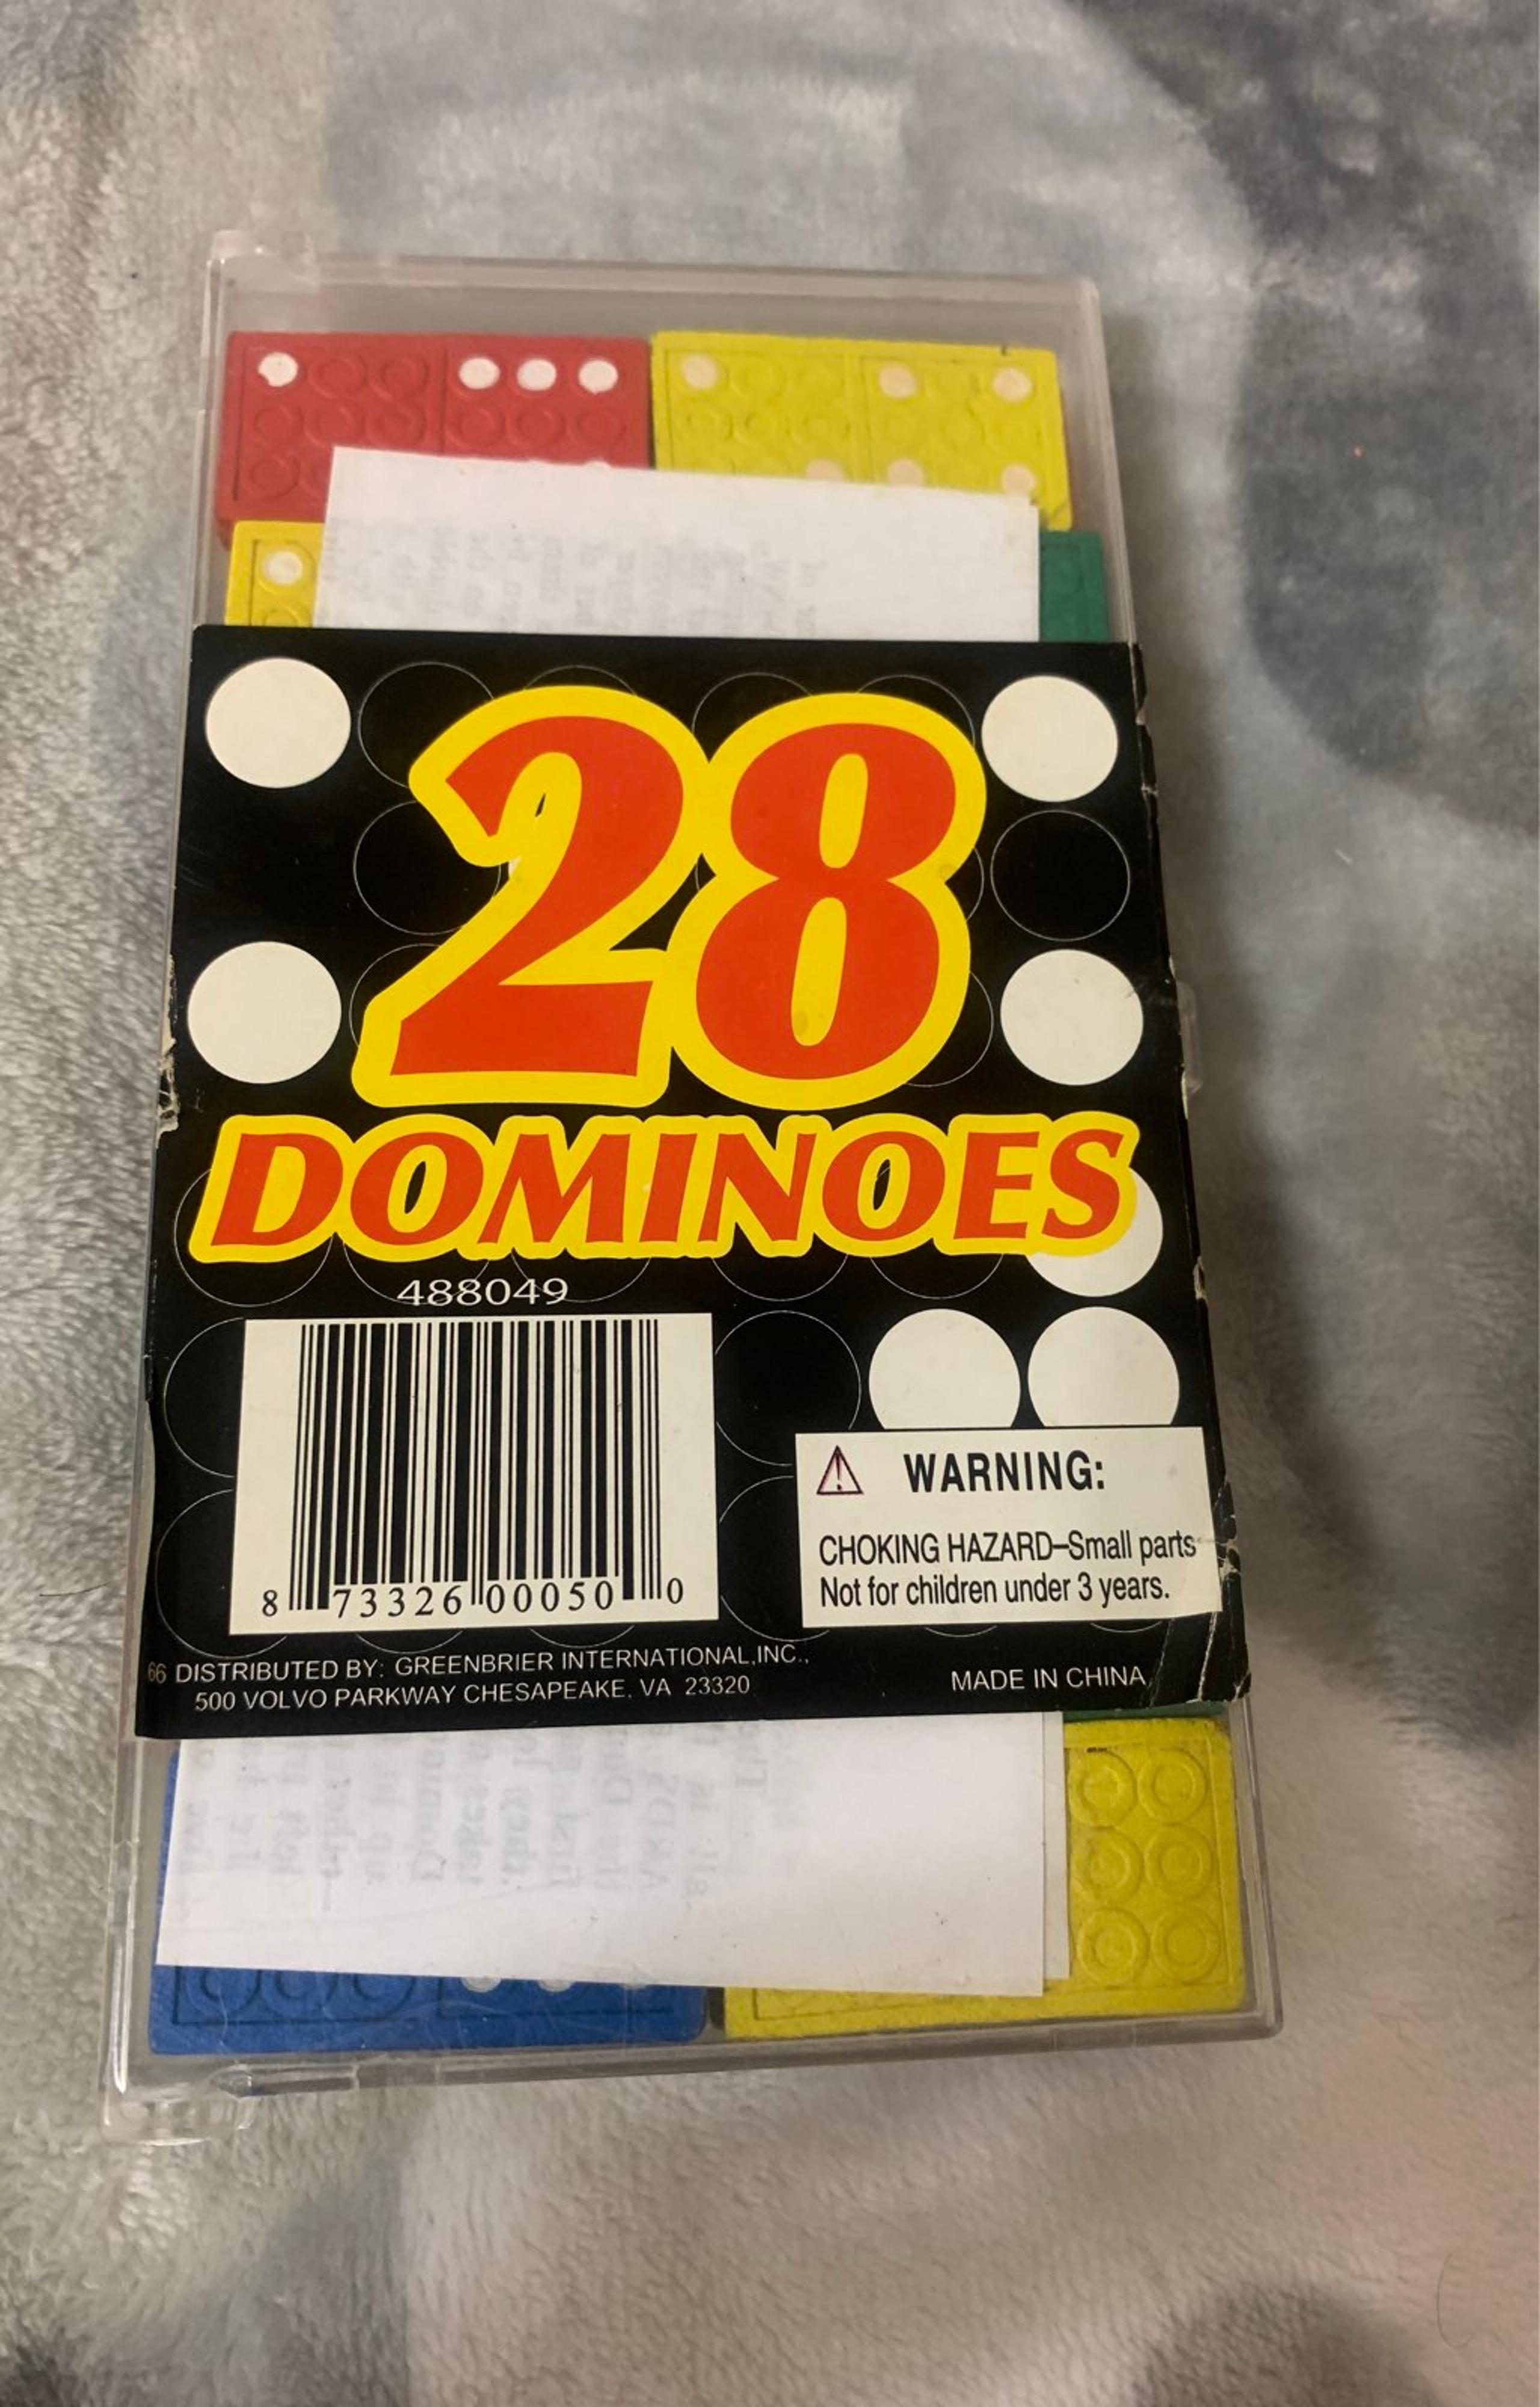 28
DOMINOES
488049
8 73326 00050 0
WARNING:
CHOKING HAZARD–Small parts
Not for children under 3 years.
66 DISTRIBUTED BY: GREENBRIER INTERNATIONAL,INC.,
500 VOLVO PARKWAY CHESAPEAKE, VA 23320
MADE IN CHINA